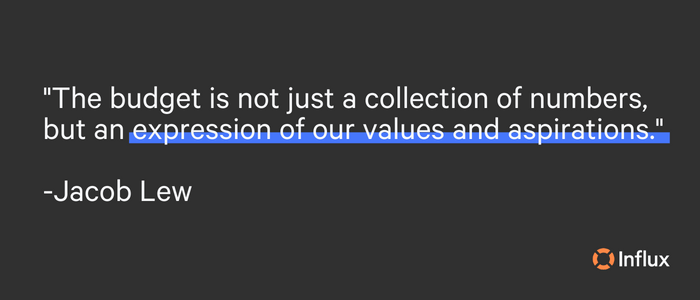 "The budget is not just a collection of numbers,
but an expression of our values and aspirations."
-Jacob Lew
Influx